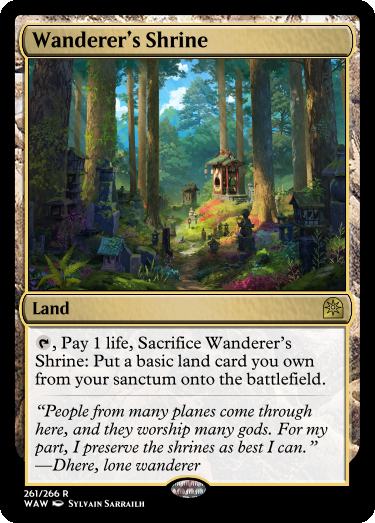 Wanderer's Shrine
Land
, Pay 1 life, Sacrifice Wanderer's
Shrine: Put a basic land card you own
from your sanctum onto the battlefield.
“People from many planes come through
here, and they worship many gods. For my
part, I preserve the shrines as best I can.”
—Dhere, lone wanderer
261/266 R
WAW Sylvain Sarrailh